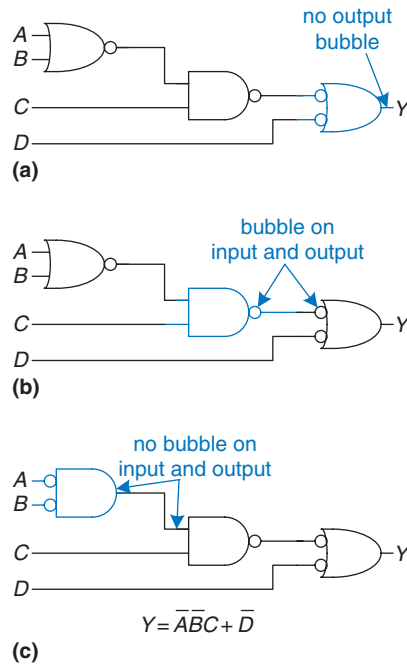 no output
bubble
A
B
C
D
Y
(a)
bubble on
input and output
A
B
C
D
Y
(b)
no bubble on
input and output
A
B
C
D
Y
Y = A̅B̅C + D̅
(c)